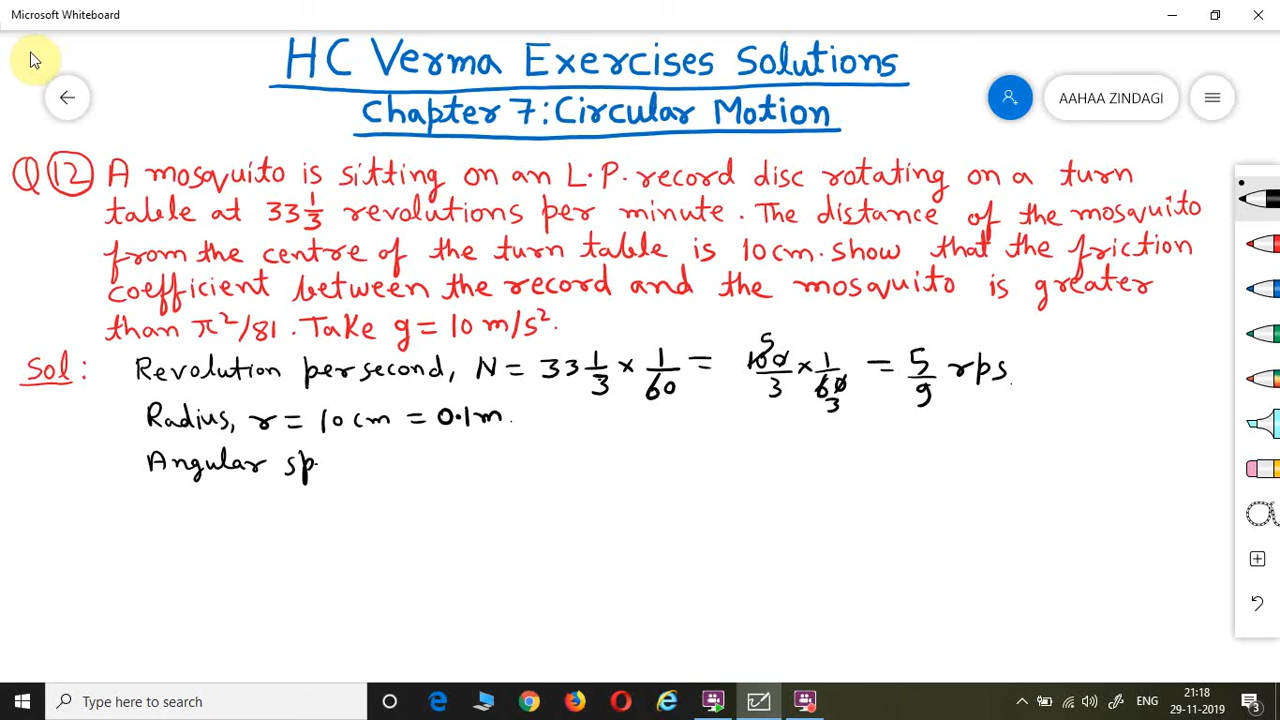 Microsoft Whiteboard
HC Verma Exercises Solutions
Chapter 7: Circular Motion
AAHAA ZINDAGI
Q 12 A mosquito is sitting on an L.P. record disc rotating on a turn
table at 33 1/3 revolutions per minute. The distance of the mosquito
from the centre of the turn table is 10 cm. show that the friction
coefficient between the record and the mosquito is greater
than π²/81. Take g = 10 m/s².
Sol: Revolution per second, N = 33 1/3 × 1/60 = 100/3 × 1/60 = 5/9 rps.
5
3
Radius, r = 10 cm = 0.1m.
Angular sp
Type here to search
ENG
21:18
29-11-2019
3